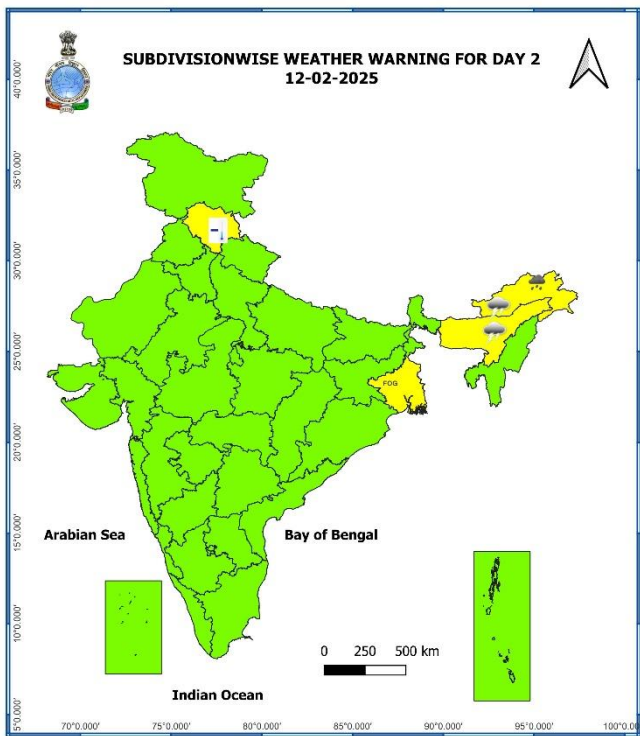 SUBDIVISIONWISE WEATHER WARNING FOR DAY 2
12-02-2025
40°0.000'
35°0.000'
30°0.000'
25°0.000'
20°0.000'
15°0.000'
10°0.000'
5°0.000'
FOG
Arabian Sea
Bay of Bengal
0 250 500 km
Indian Ocean
70°0.000' 75°0.000' 80°0.000' 85°0.000' 90°0.000' 95°0.000' 100°0.00